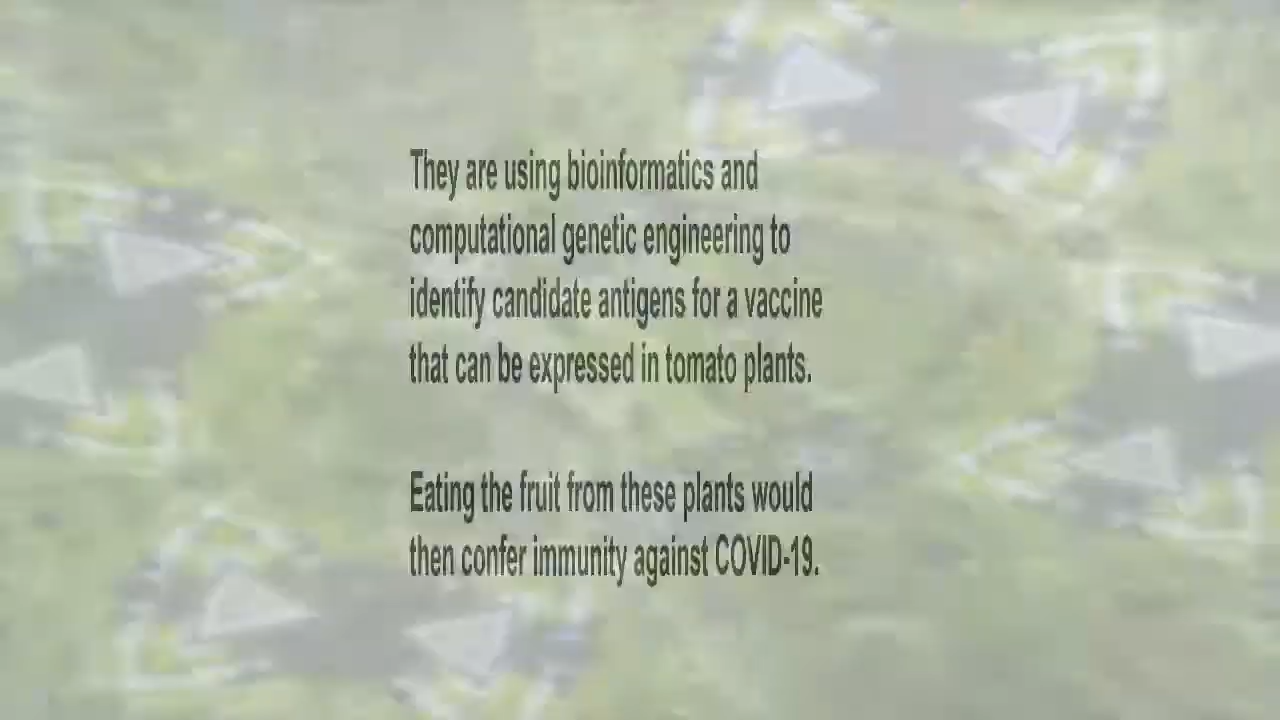 They are using bioinformatics and
computational genetic engineering to
identify candidate antigens for a vaccine
that can be expressed in tomato plants.
Eating the fruit from these plants would
then confer immunity against COVID-19.